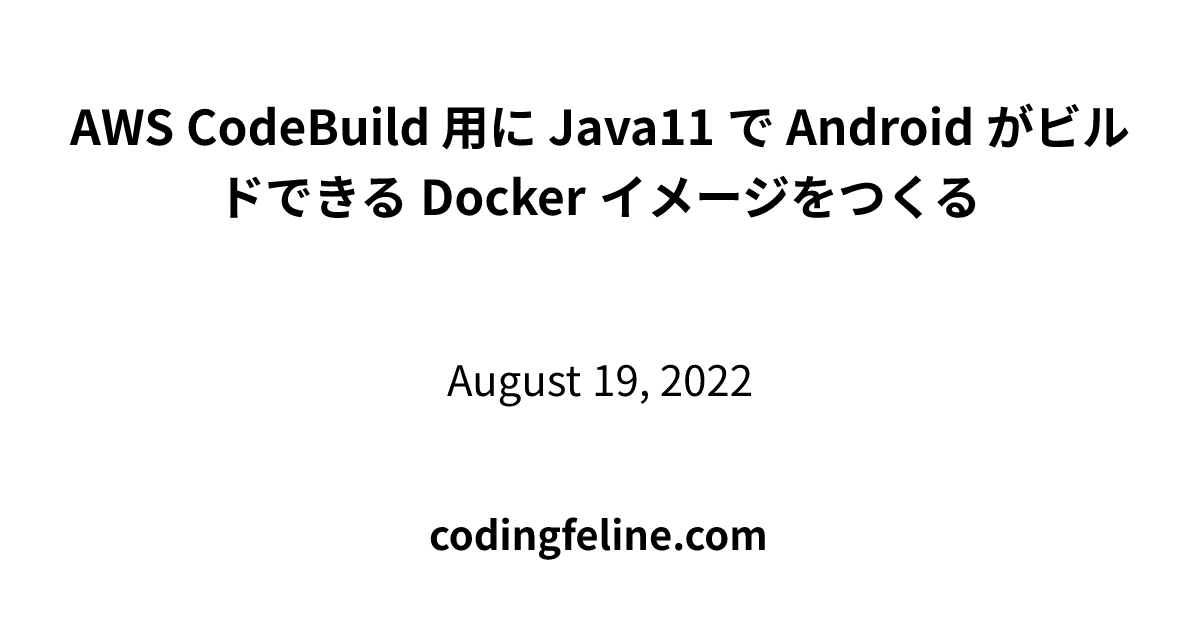 AWS CodeBuild 用に Java11 で Android がビル
ドできる Docker イメージをつくる
August 19, 2022
codingfeline.com